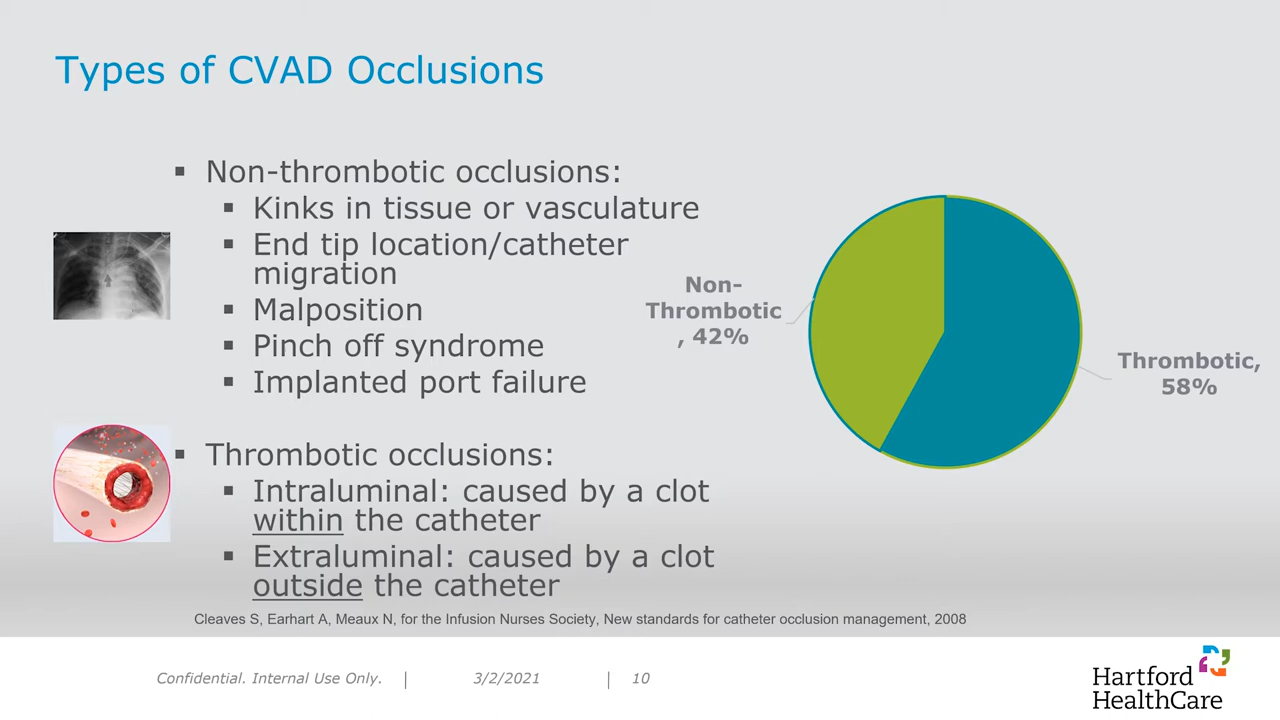 Types of CVAD Occlusions
▪ Non-thrombotic occlusions:
▪ Kinks in tissue or vasculature
▪ End tip location/catheter
migration
▪ Malposition
▪ Pinch off syndrome
▪ Implanted port failure
▪ Thrombotic occlusions:
▪ Intraluminal: caused by a clot
within the catheter
▪ Extraluminal: caused by a clot
outside the catheter
Non-
Thrombotic
, 42%
Thrombotic,
58%
Cleaves S, Earhart A, Meaux N, for the Infusion Nurses Society, New standards for catheter occlusion management, 2008
Confidential. Internal Use Only. | 3/2/2021 | 10
Hartford
HealthCare